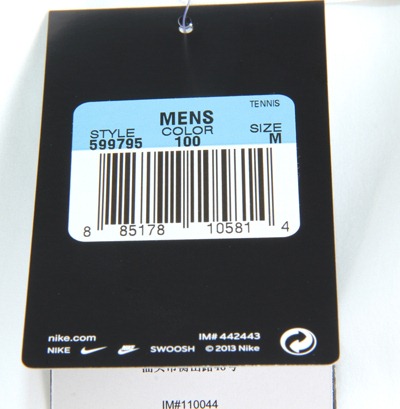 TENNIS
MENS
STYLE COLOR SIZE
599795 100 M
8 85178 10581 4
nike.com IM# 442443
NIKE SWOOSH © 2013 Nike
IM#110044